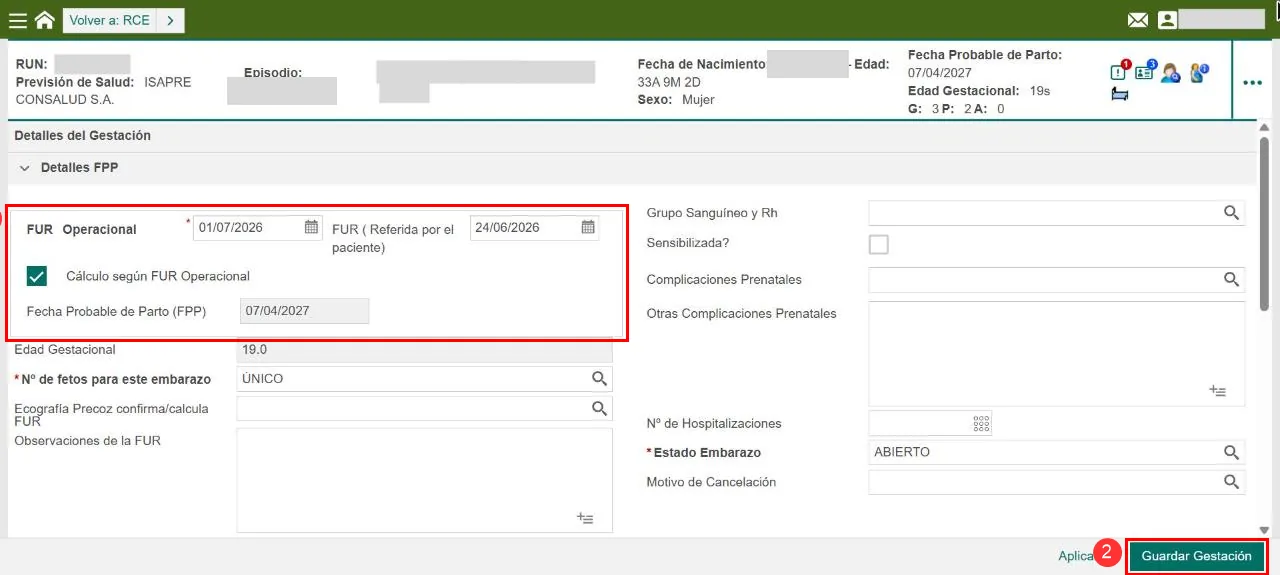 Volver a: RCE
RUN:
Previsión de Salud: ISAPRE
CONSALUD S.A.
Episodio:
Fecha de Nacimiento - Edad:
33A 9M 2D
Sexo: Mujer
Fecha Probable de Parto:
07/04/2027
Edad Gestacional: 19s
G: 3 P: 2 A: 0
1
3
Detalles del Gestación
Detalles FPP
FUR Operacional * 01/07/2026 FUR ( Referida por el
paciente) 24/06/2026
Cálculo según FUR Operacional
Fecha Probable de Parto (FPP) 07/04/2027
Edad Gestacional 19.0
* Nº de fetos para este embarazo ÚNICO
Ecografía Precoz confirma/calcula
FUR
Observaciones de la FUR
Grupo Sanguíneo y Rh
Sensibilizada?
Complicaciones Prenatales
Otras Complicaciones Prenatales
Nº de Hospitalizaciones
* Estado Embarazo ABIERTO
Motivo de Cancelación
Aplica 2 Guardar Gestación